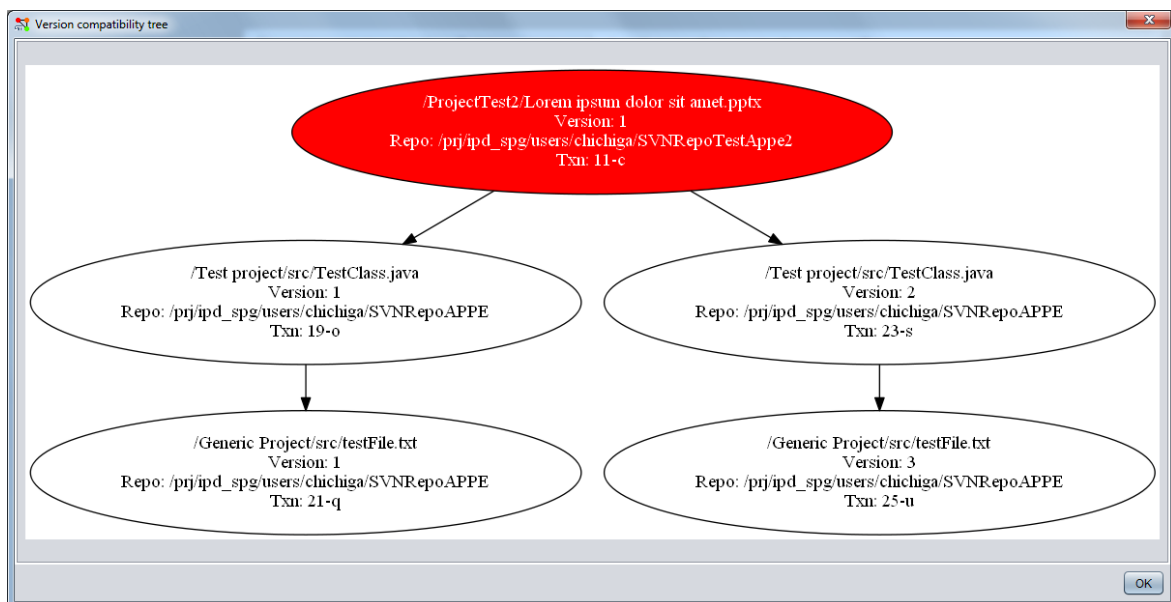 Version compatibility tree
/ProjectTest2/Lorem ipsum dolor sit amet.pptx
Version: 1
Repo: /prj/ipd_spg/users/chichiga/SVNRepoTestAppe2
Txn: 11-c
/Test project/src/TestClass.java
Version: 1
Repo: /prj/ipd_spg/users/chichiga/SVNRepoAPPE
Txn: 19-o
/Test project/src/TestClass.java
Version: 2
Repo: /prj/ipd_spg/users/chichiga/SVNRepoAPPE
Txn: 23-s
/Generic Project/src/testFile.txt
Version: 1
Repo: /prj/ipd_spg/users/chichiga/SVNRepoAPPE
Txn: 21-q
/Generic Project/src/testFile.txt
Version: 3
Repo: /prj/ipd_spg/users/chichiga/SVNRepoAPPE
Txn: 25-u
OK